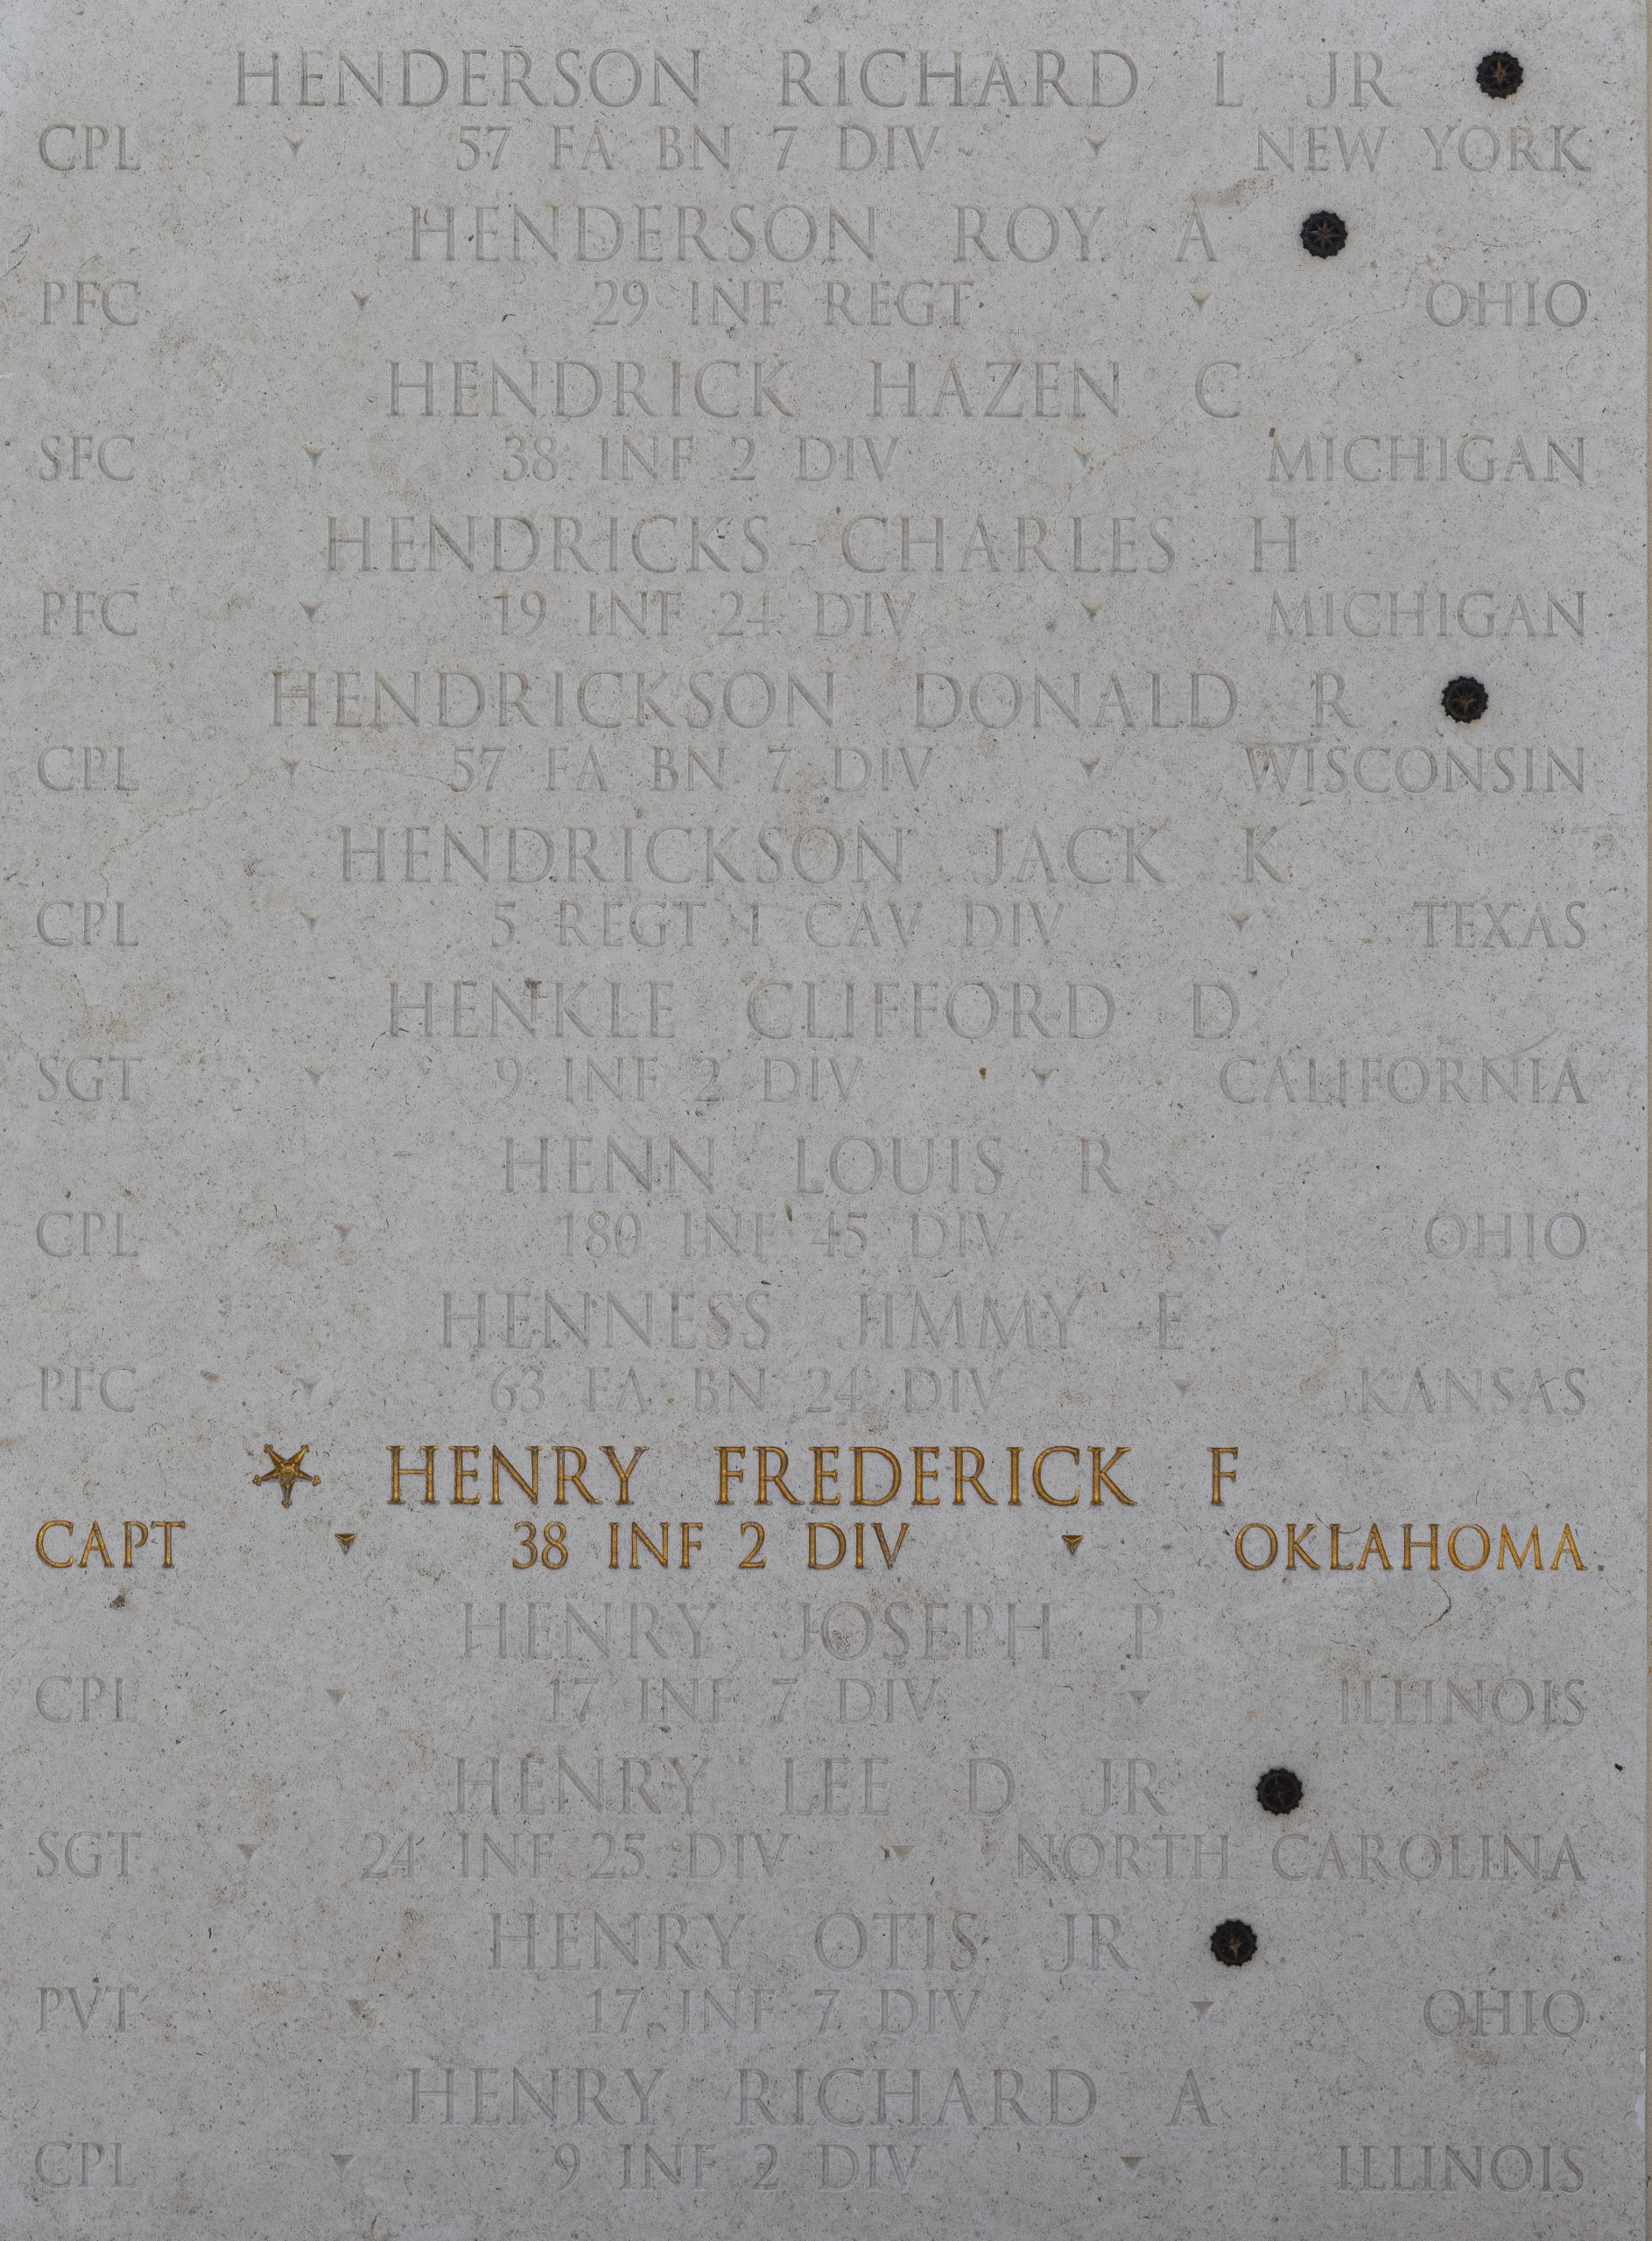 HENDERSON RICHARD L JR
CPL 57 FA BN 7 DIV NEW YORK
HENDERSON ROY A
PFC 29 INF REGT OHIO
HENDRICK HAZEN C
SFC 38 INF 2 DIV MICHIGAN
HENDRICKS CHARLES H
PFC 19 INF 24 DIV MICHIGAN
HENDRICKSON DONALD R
CPL 57 FA BN 7 DIV WISCONSIN
HENDRICKSON JACK K
CPL 5 REGT 1 CAV DIV TEXAS
HENKLE CLIFFORD D
SGT 9 INF 2 DIV CALIFORNIA
HENN LOUIS R
CPL 180 INF 45 DIV OHIO
HENNESS JIMMY E
PFC 63 FA BN 24 DIV KANSAS
HENRY FREDERICK F
CAPT 38 INF 2 DIV OKLAHOMA
HENRY JOSEPH P
CPL 17 INF 7 DIV ILLINOIS
HENRY LEE D JR
SGT 24 INF 25 DIV NORTH CAROLINA
HENRY OTIS JR
PVT 17 INF 7 DIV OHIO
HENRY RICHARD A
CPL 9 INF 2 DIV ILLINOIS